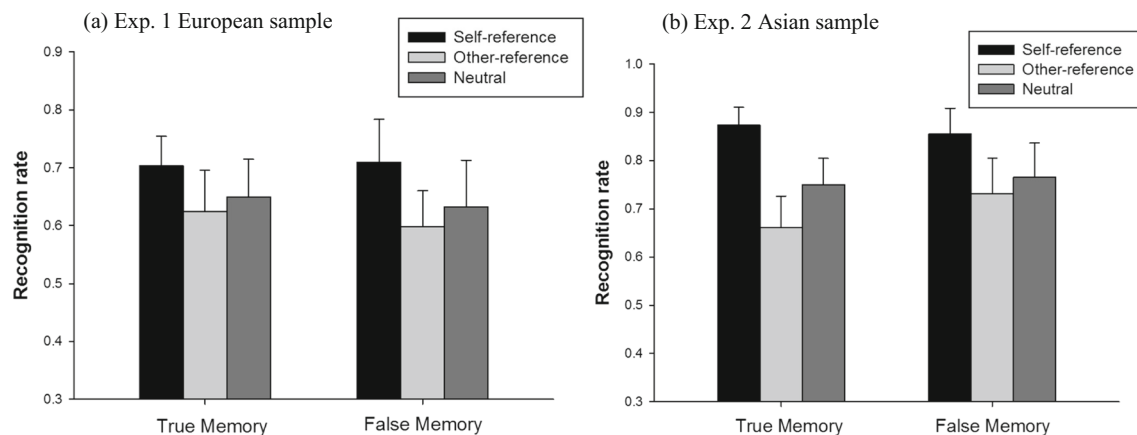 (a) Exp. 1 European sample
Self-reference
Other-reference
Neutral
Recognition rate
0.9
0.8
0.7
0.6
0.5
0.4
0.3
True Memory
False Memory
(b) Exp. 2 Asian sample
Self-reference
Other-reference
Neutral
Recognition rate
1.0
0.9
0.8
0.7
0.6
0.5
0.4
0.3
True Memory
False Memory